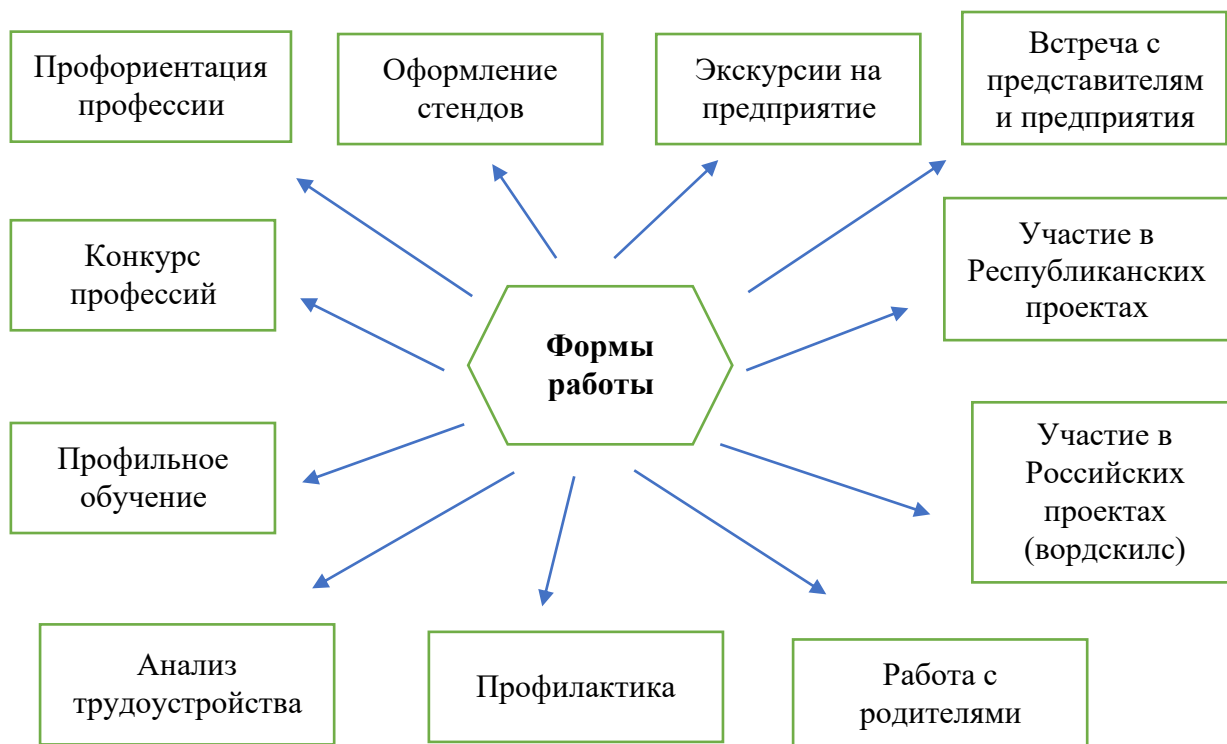 Профориентация
профессии
Оформление
стендов
Экскурсии на
предприятие
Встреча с
представителям
и предприятия
Конкурс
профессий
Участие в
Республиканских
проектах
Формы
работы
Профильное
обучение
Участие в
Российских
проектах
(вордскилс)
Анализ
трудоустройства
Профилактика
Работа с
родителями